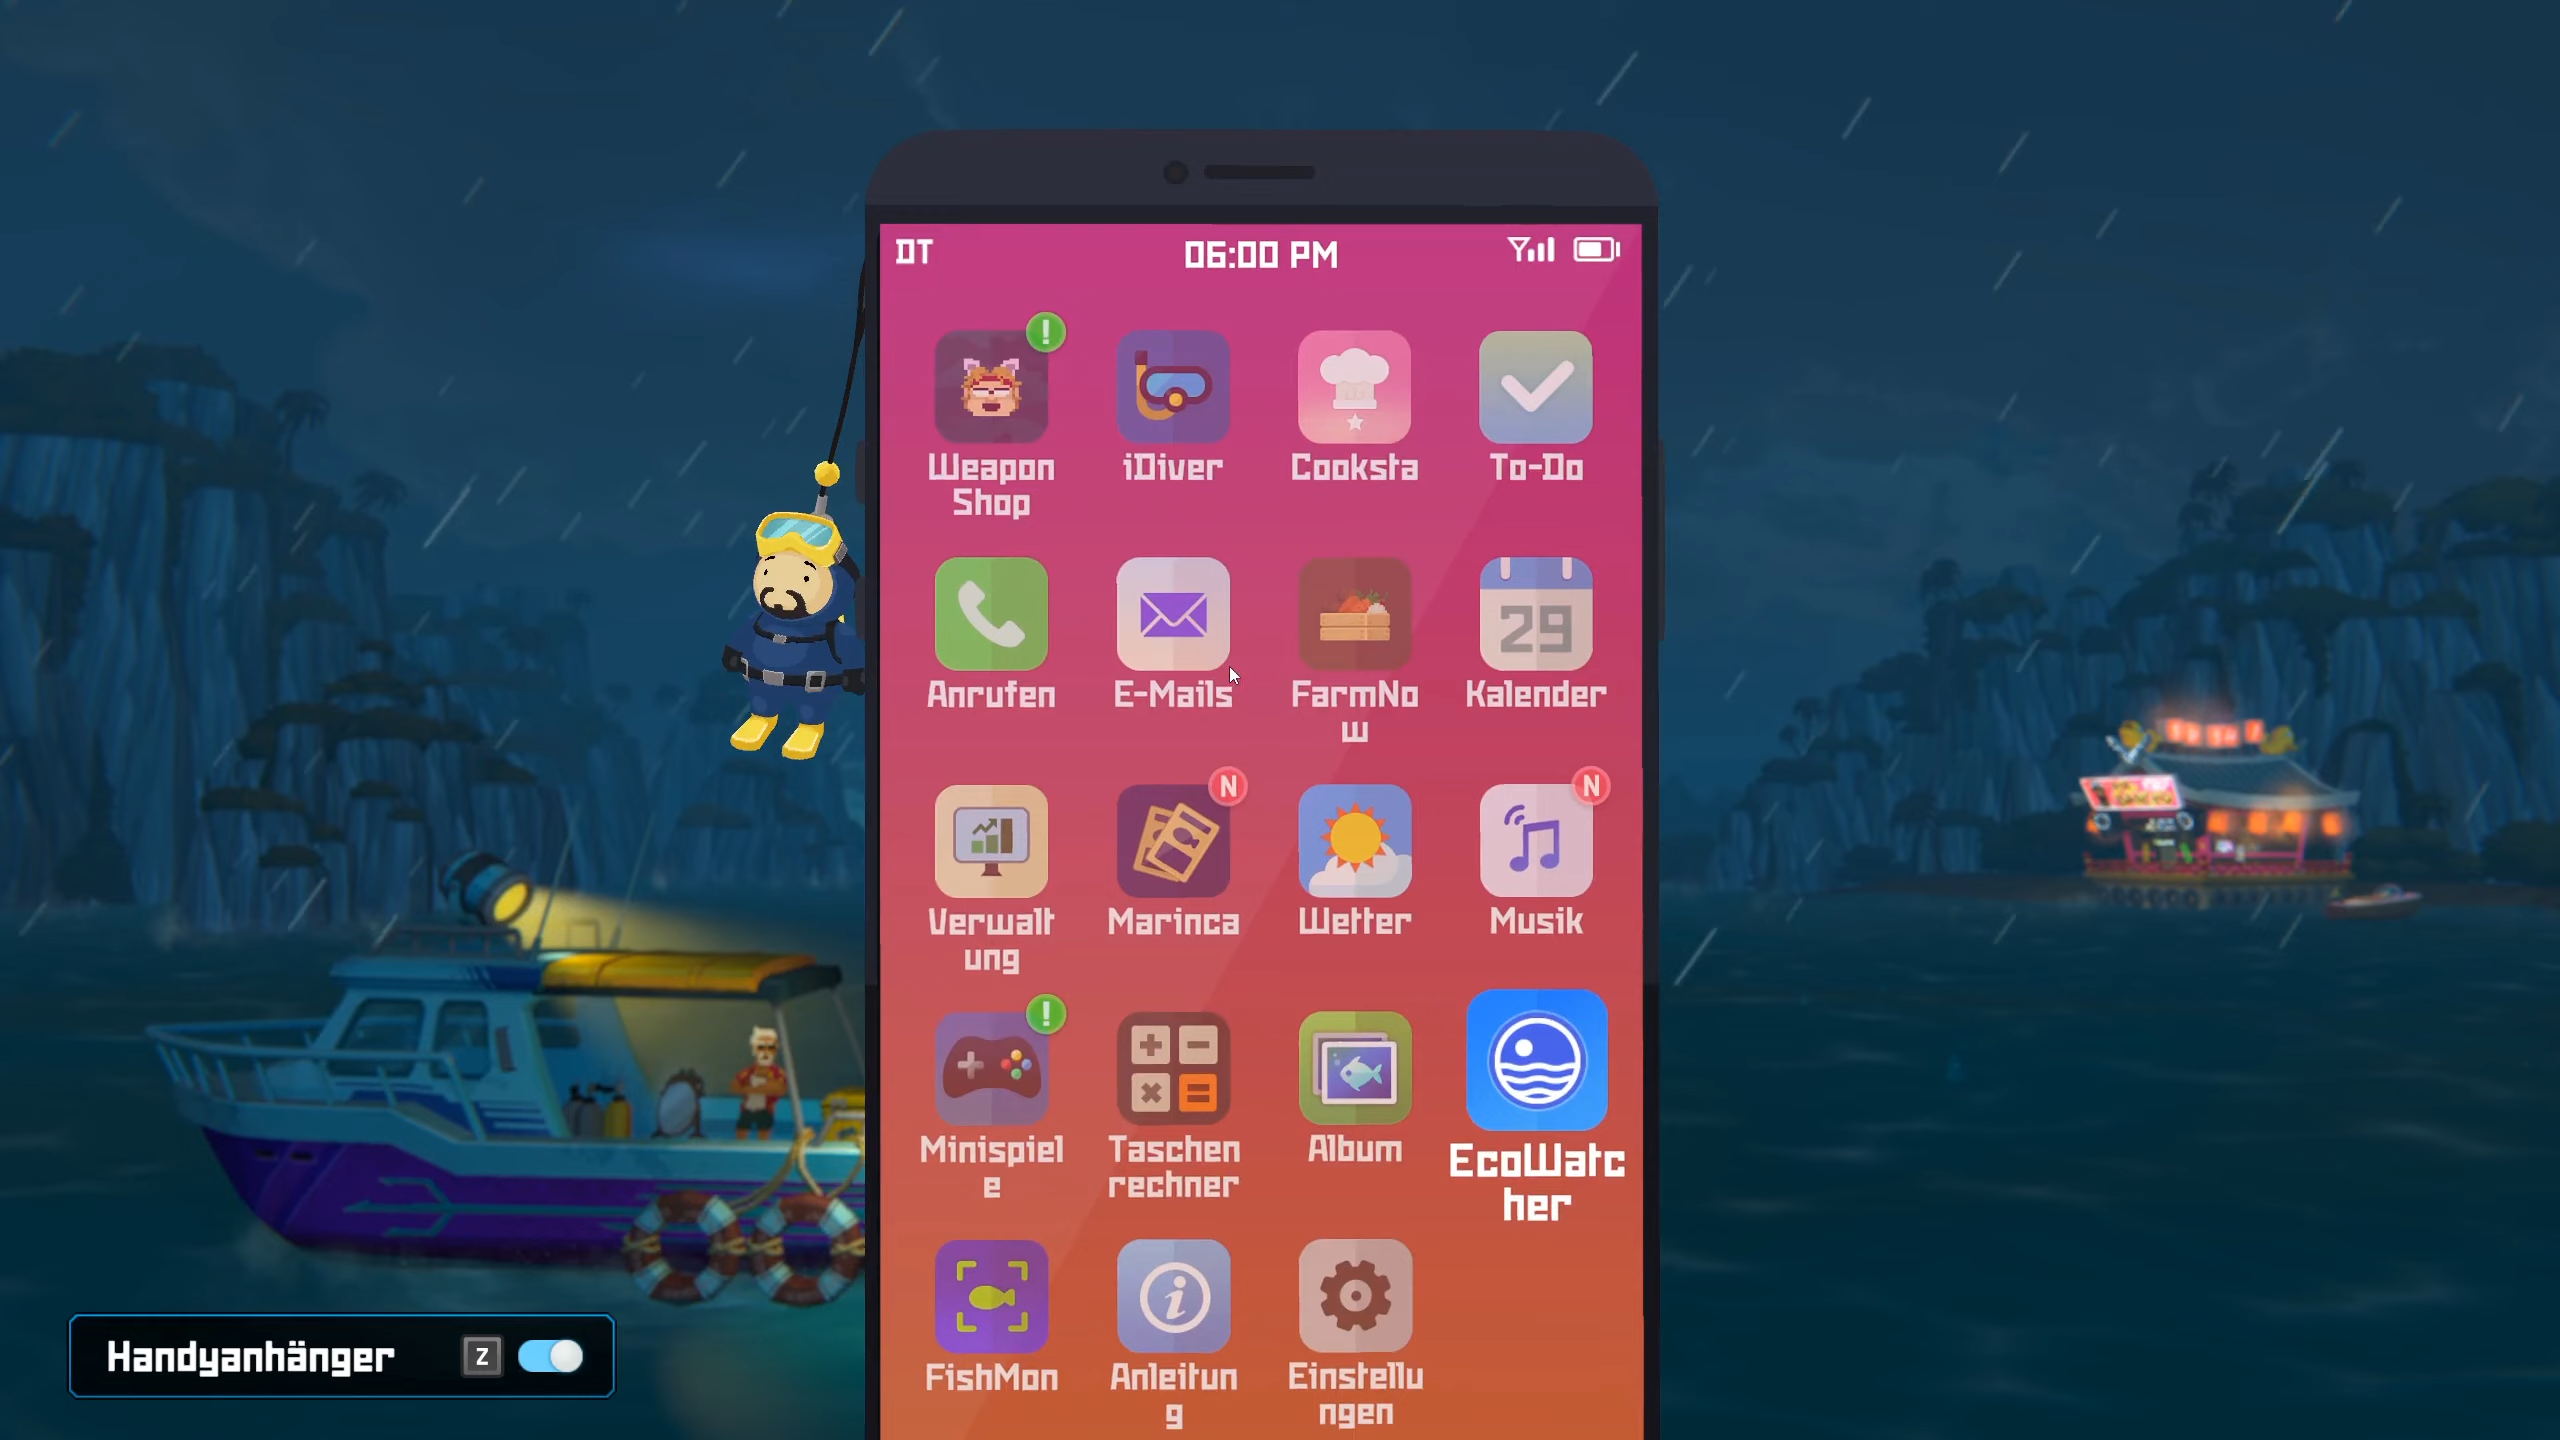 DT
06:00 PM
Weapon
Shop
iDiver
Cooksta
To-Do
Anrufen
E-Mails
FarmNo
w
29
Kalender
Verwalt
ung
N
Marinca
Wetter
N
Musik
Minispiel
e
Taschen
rechner
Album
EcoWatc
her
FishMon
Anleitun
g
Einstellu
ngen
Handyanhänger
Z